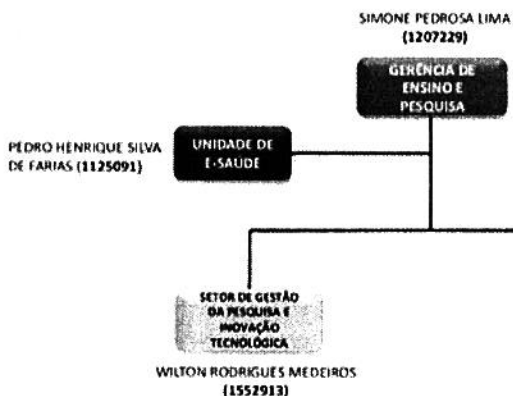 SIMONE PEDROSA LIMA
(1207229)
GERÊNCIA DE
ENSINO E
PESQUISA
PEDRO HENRIQUE SILVA
DE FARIAS (1125091)
UNIDADE DE
E-SAÚDE
SETOR DE GESTÃO
DA PESQUISA E
INOVAÇÃO
TECNOLÓGICA
WILTON RODRIGUES MEDEIROS
(1552913)